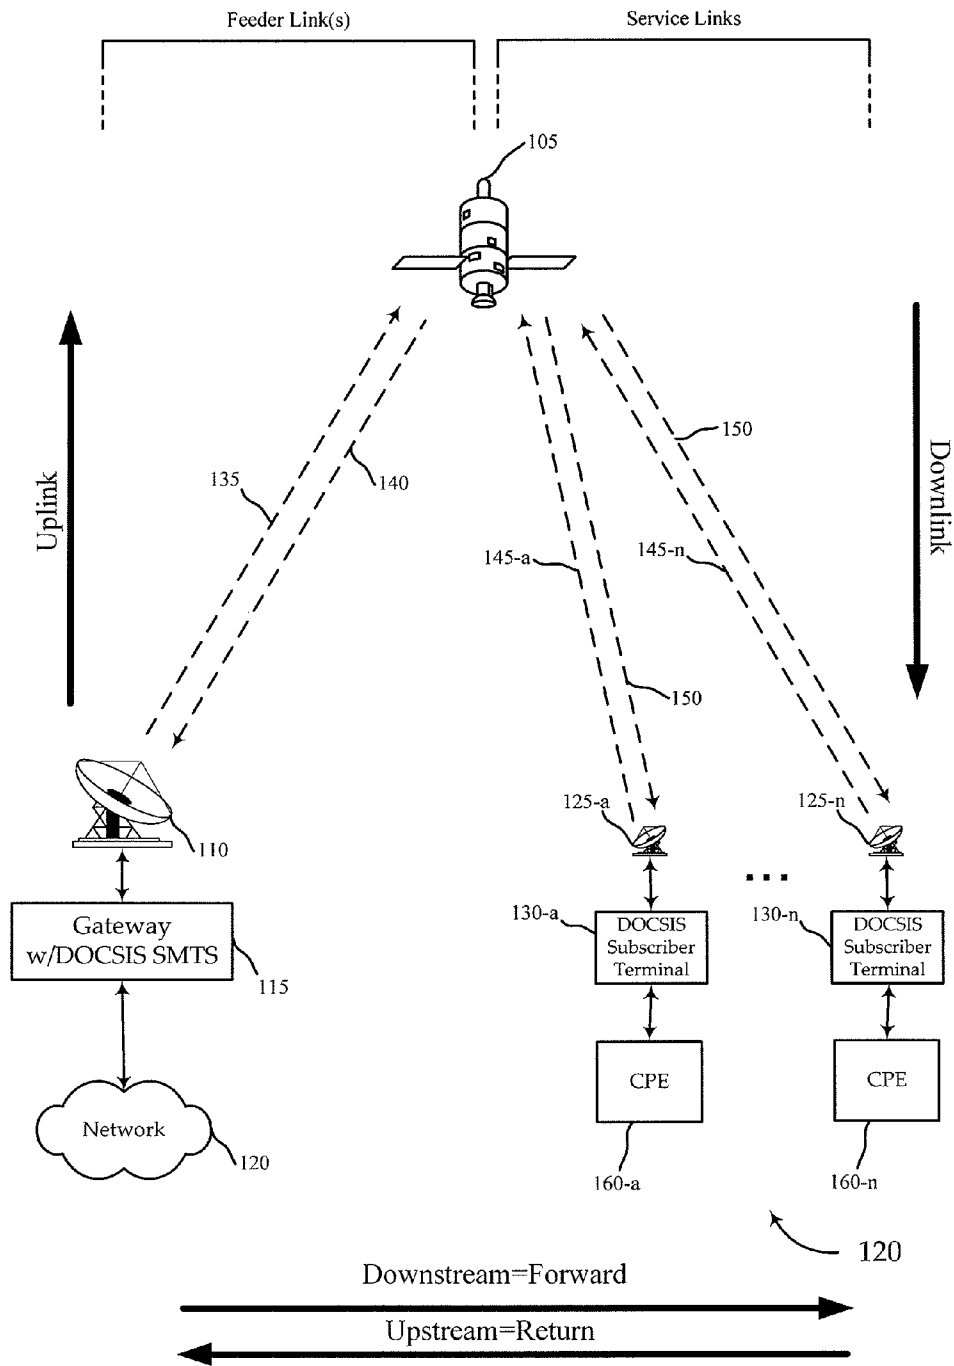 Feeder Link(s)
Service Links
105
Uplink
Downlink
135
140
150
145-a
145-n
150
125-a
125-n
110
130-a
130-n
Gateway
w/DOCSIS SMTS
115
DOCSIS
Subscriber
Terminal
DOCSIS
Subscriber
Terminal
CPE
CPE
Network
120
160-a
160-n
120
Downstream=Forward
Upstream=Return